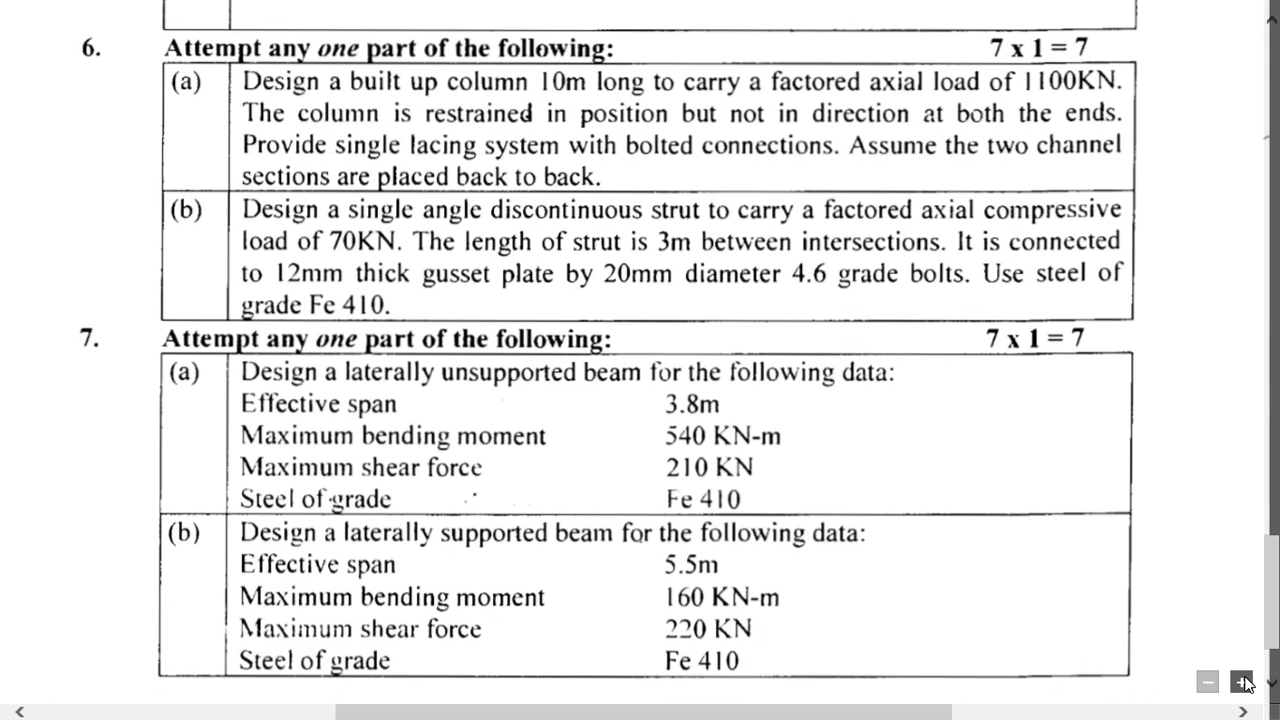 6. Attempt any one part of the following: 7 x 1 = 7
(a) Design a built up column 10m long to carry a factored axial load of 1100KN.
The column is restrained in position but not in direction at both the ends.
Provide single lacing system with bolted connections. Assume the two channel
sections are placed back to back.
(b) Design a single angle discontinuous strut to carry a factored axial compressive
load of 70KN. The length of strut is 3m between intersections. It is connected
to 12mm thick gusset plate by 20mm diameter 4.6 grade bolts. Use steel of
grade Fe 410.
7. Attempt any one part of the following: 7 x 1 = 7
(a) Design a laterally unsupported beam for the following data:
Effective span 3.8m
Maximum bending moment 540 KN-m
Maximum shear force 210 KN
Steel of grade Fe 410
(b) Design a laterally supported beam for the following data:
Effective span 5.5m
Maximum bending moment 160 KN-m
Maximum shear force 220 KN
Steel of grade Fe 410